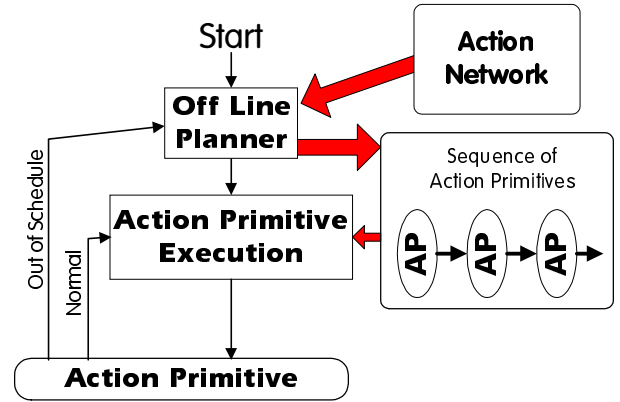 Start
Action
Network
Off Line
Planner
Sequence of
Action Primitives
AP
AP
AP
Action Primitive
Execution
Out of Schedule
Normal
Action Primitive